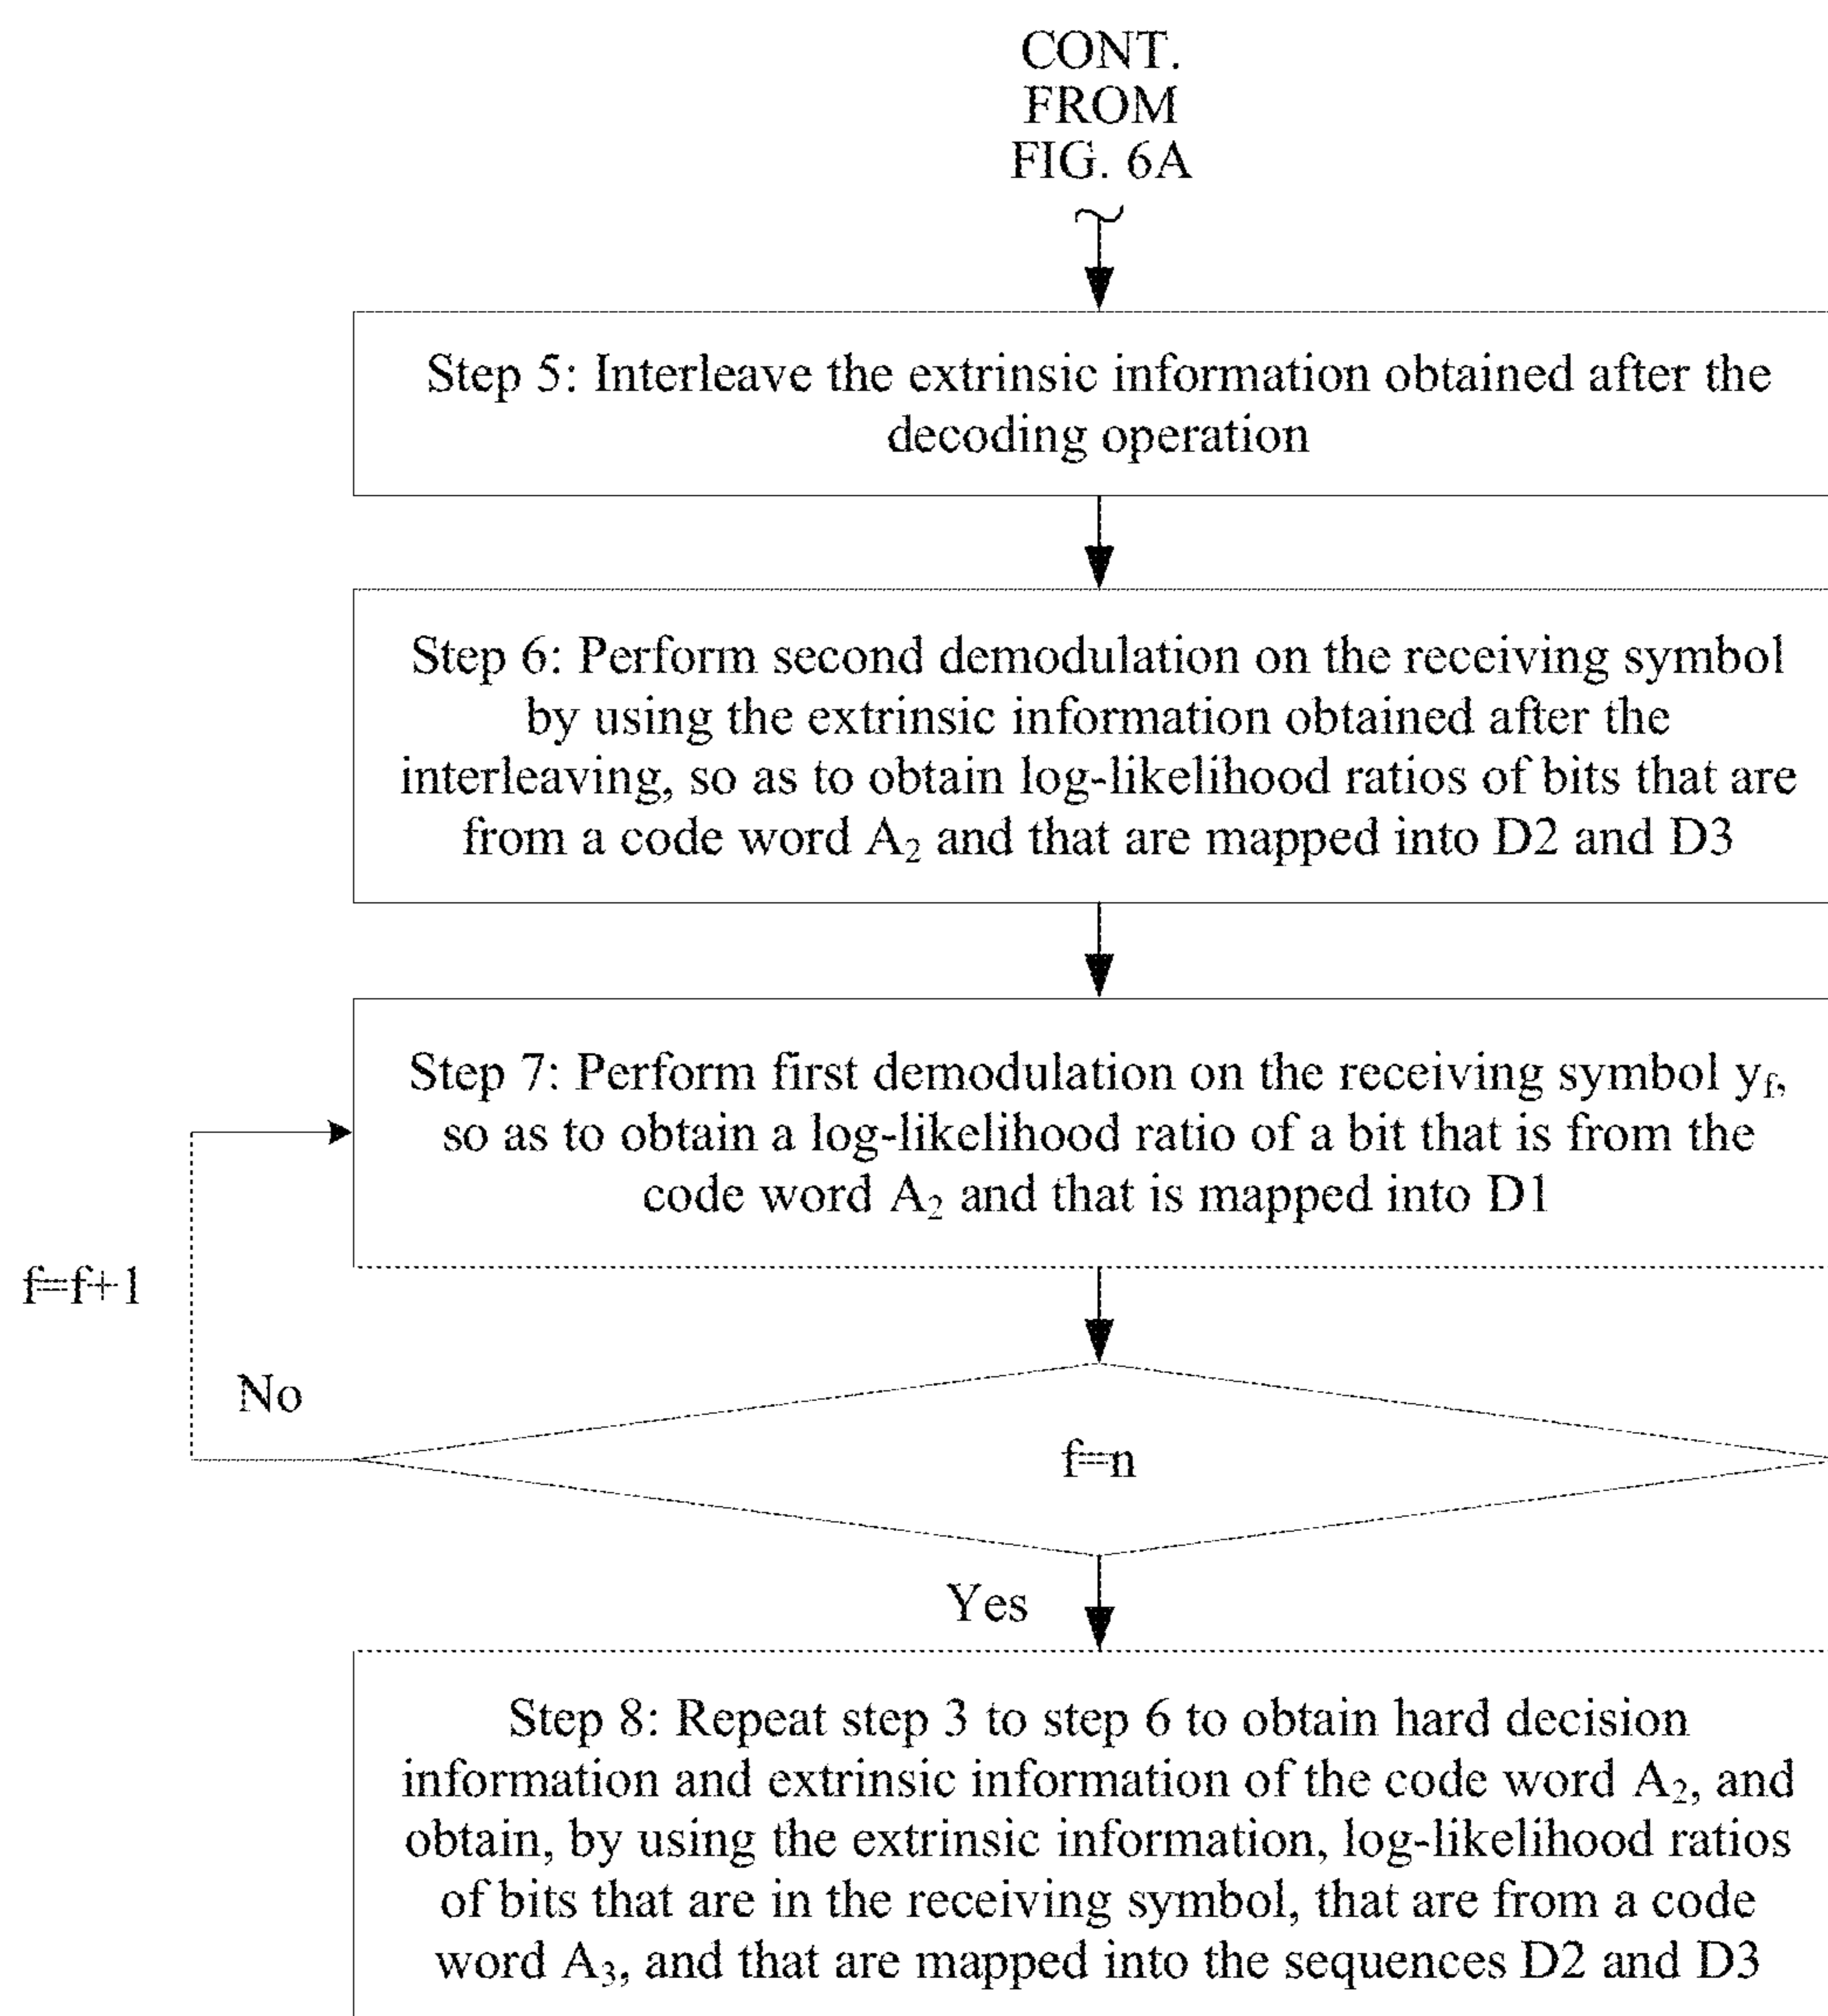 CONT.
FROM
FIG. 6A
Step 5: Interleave the extrinsic information obtained after the
decoding operation
Step 6: Perform second demodulation on the receiving symbol
by using the extrinsic information obtained after the
interleaving, so as to obtain log-likelihood ratios of bits that are
from a code word A₂ and that are mapped into D2 and D3
Step 7: Perform first demodulation on the receiving symbol y_f,
so as to obtain a log-likelihood ratio of a bit that is from the
code word A₂ and that is mapped into D1
f=f+1
No
f=n
Yes
Step 8: Repeat step 3 to step 6 to obtain hard decision
information and extrinsic information of the code word A₂, and
obtain, by using the extrinsic information, log-likelihood ratios
of bits that are in the receiving symbol, that are from a code
word A₃, and that are mapped into the sequences D2 and D3